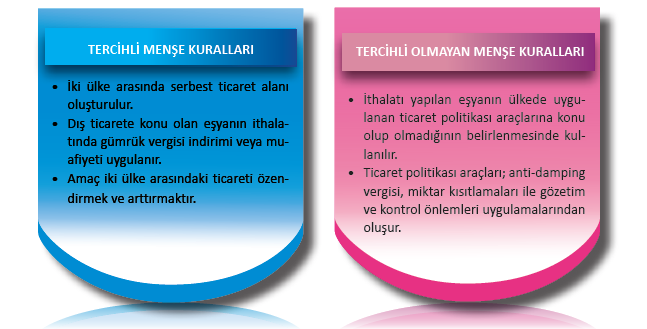 TERCİHLİ MENŞE KURALLARI
• İki ülke arasında serbest ticaret alanı
oluşturulur.
• Dış ticarete konu olan eşyanın ithala-
tında gümrük vergisi indirimi veya mu-
afiyeti uygulanır.
• Amaç iki ülke arasındaki ticareti özen-
dirmek ve arttırmaktır.
TERCİHLİ OLMAYAN MENŞE KURALLARI
• İthalatı yapılan eşyanın ülkede uygu-
lanan ticaret politikası araçlarına konu
olup olmadığının belirlenmesinde kul-
lanılır.
• Ticaret politikası araçları; anti-damping
vergisi, miktar kısıtlamaları ile gözetim
ve kontrol önlemleri uygulamalarından
oluşur.